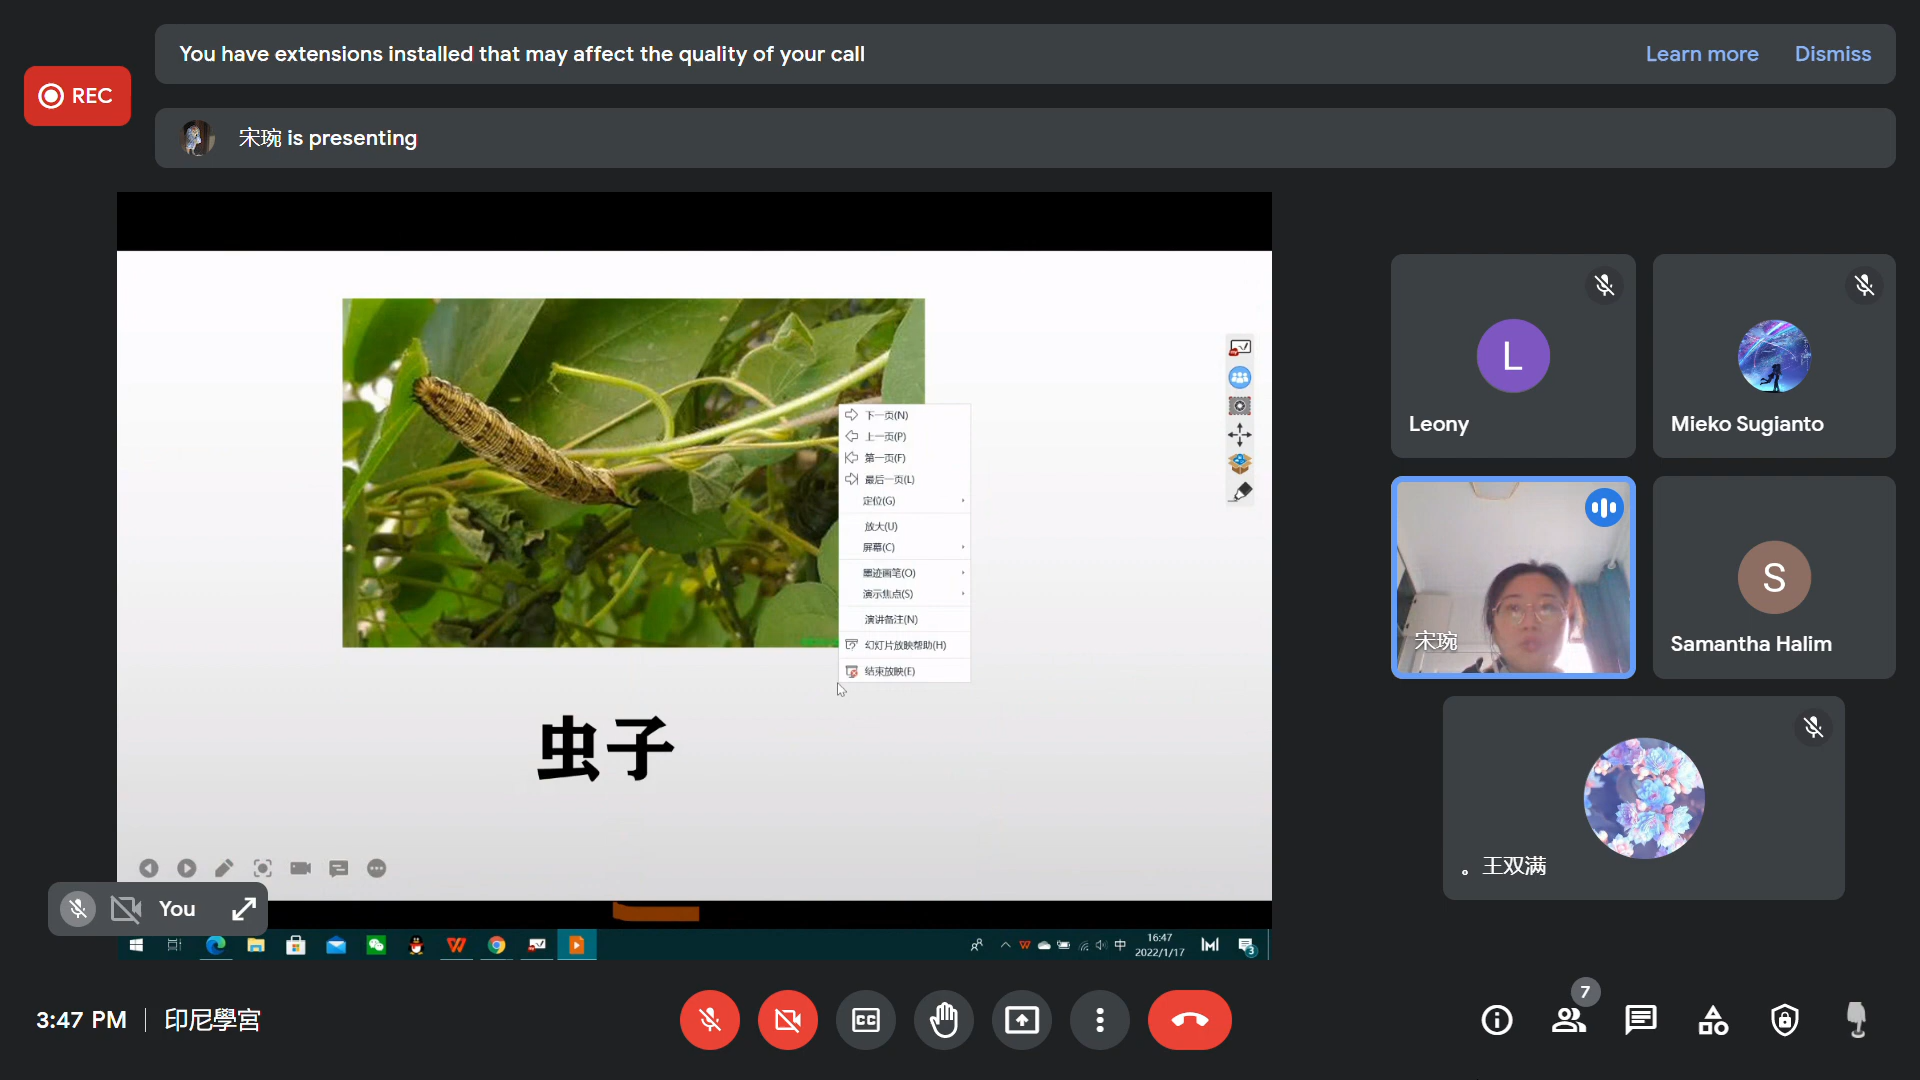 You have extensions installed that may affect the quality of your call
Learn more
Dismiss
REC
宋琬 is presenting
下一页(N)
上一页(P)
第一页(F)
最后一页(L)
定位(G)
放大(U)
屏幕(C)
墨迹画笔(O)
演示焦点(S)
演讲备注(N)
幻灯片放映帮助(H)
结束放映(E)
虫子
L
Leony
Mieko Sugianto
宋琬
S
Samantha Halim
。王双满
You
中
16:47
2022/1/17
3
3:47 PM
印尼學宮
CC
7